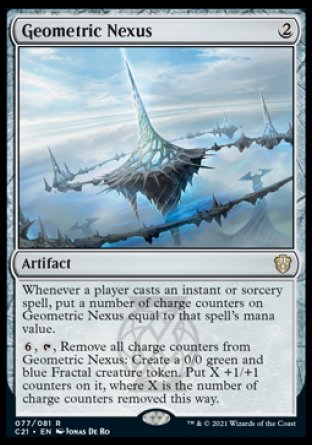 Geometric Nexus 2
Artifact
Whenever a player casts an instant or sorcery
spell, put a number of charge counters on
Geometric Nexus equal to that spell's mana
value.
6, T, Remove all charge counters from
Geometric Nexus: Create a 0/0 green and
blue Fractal creature token. Put X +1/+1
counters on it, where X is the number of
charge counters removed this way.
077/081 R
C21 • EN Jonas De Ro
™ & © 2021 Wizards of the Coast